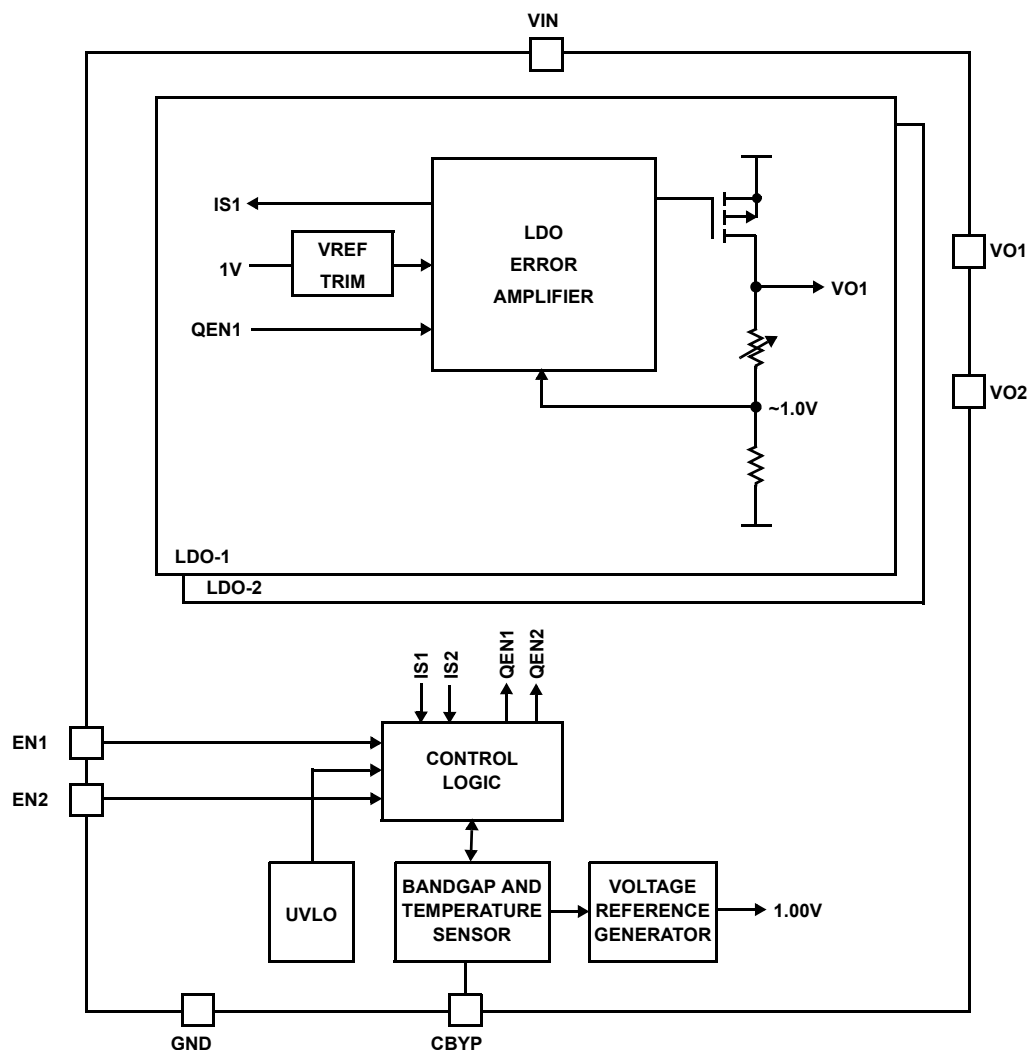 VIN
IS1
1V
VREF
TRIM
QEN1
LDO
ERROR
AMPLIFIER
VO1
~1.0V
LDO-1
LDO-2
VO1
VO2
IS1
IS2
QEN1
QEN2
EN1
EN2
CONTROL
LOGIC
UVLO
BANDGAP AND
TEMPERATURE
SENSOR
VOLTAGE
REFERENCE
GENERATOR
1.00V
GND
CBYP